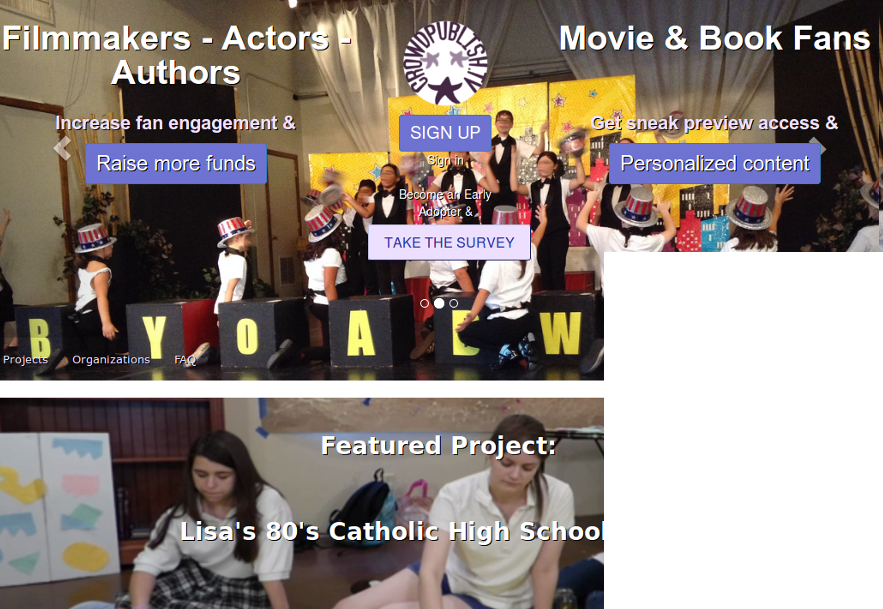 Filmmakers - Actors -
Authors
Increase fan engagement &
Raise more funds
CROWDPUBLISH.TV
SIGN UP
Sign in
Become an Early
Adopter &
TAKE THE SURVEY
Movie & Book Fans
Get sneak preview access &
Personalized content
B Y O A D W
Projects Organizations FAQ
Featured Project:
Lisa's 80's Catholic High School